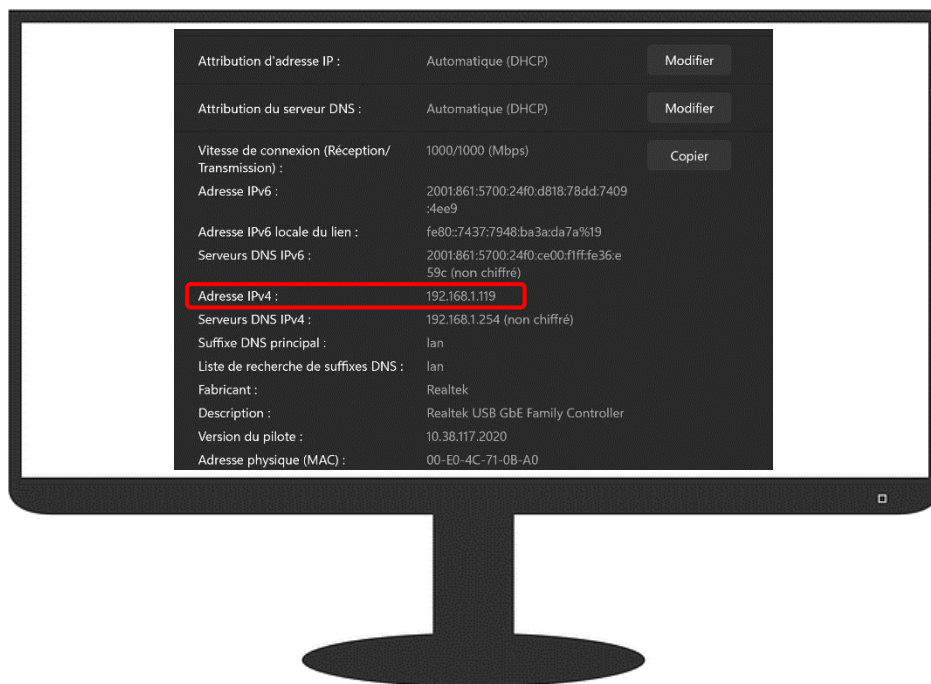 Attribution d'adresse IP :
Automatique (DHCP)
Modifier
Attribution du serveur DNS :
Automatique (DHCP)
Modifier
Vitesse de connexion (Réception/
Transmission) :
1000/1000 (Mbps)
Copier
Adresse IPv6 :
2001:861:5700:24f0:d818:78dd:7409
:4ee9
Adresse IPv6 locale du lien :
fe80::7437:7948:ba3a:da7a%19
Serveurs DNS IPv6 :
2001:861:5700:24f0:ce00:f1ff:fe36:e
59c (non chiffré)
Adresse IPv4 :
192.168.1.119
Serveurs DNS IPv4 :
192.168.1.254 (non chiffré)
Suffixe DNS principal :
lan
Liste de recherche de suffixes DNS :
lan
Fabricant :
Realtek
Description :
Realtek USB GbE Family Controller
Version du pilote :
10.38.117.2020
Adresse physique (MAC) :
00-E0-4C-71-0B-A0